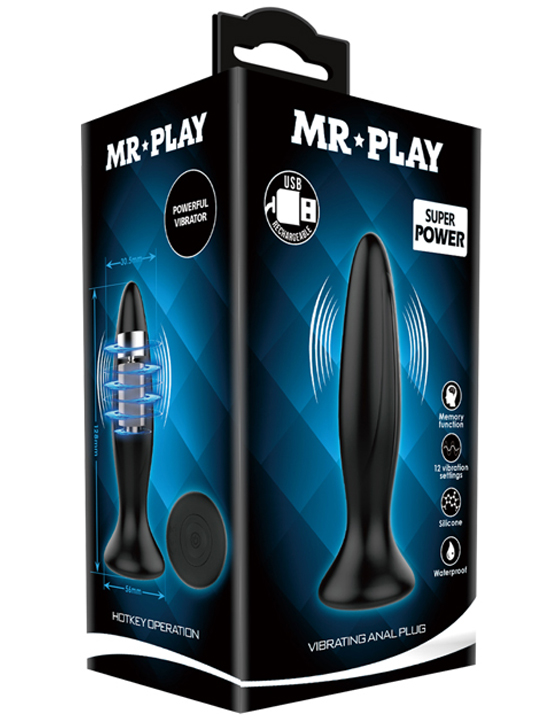 MR★PLAY
POWERFUL
VIBRATOR
30.5mm
128mm
56mm
HOTKEY OPERATION
MR★PLAY
USB
RECHARGEABLE
SUPER
POWER
Memory
function
12 vibration
settings
Silicone
Waterproof
VIBRATING ANAL PLUG